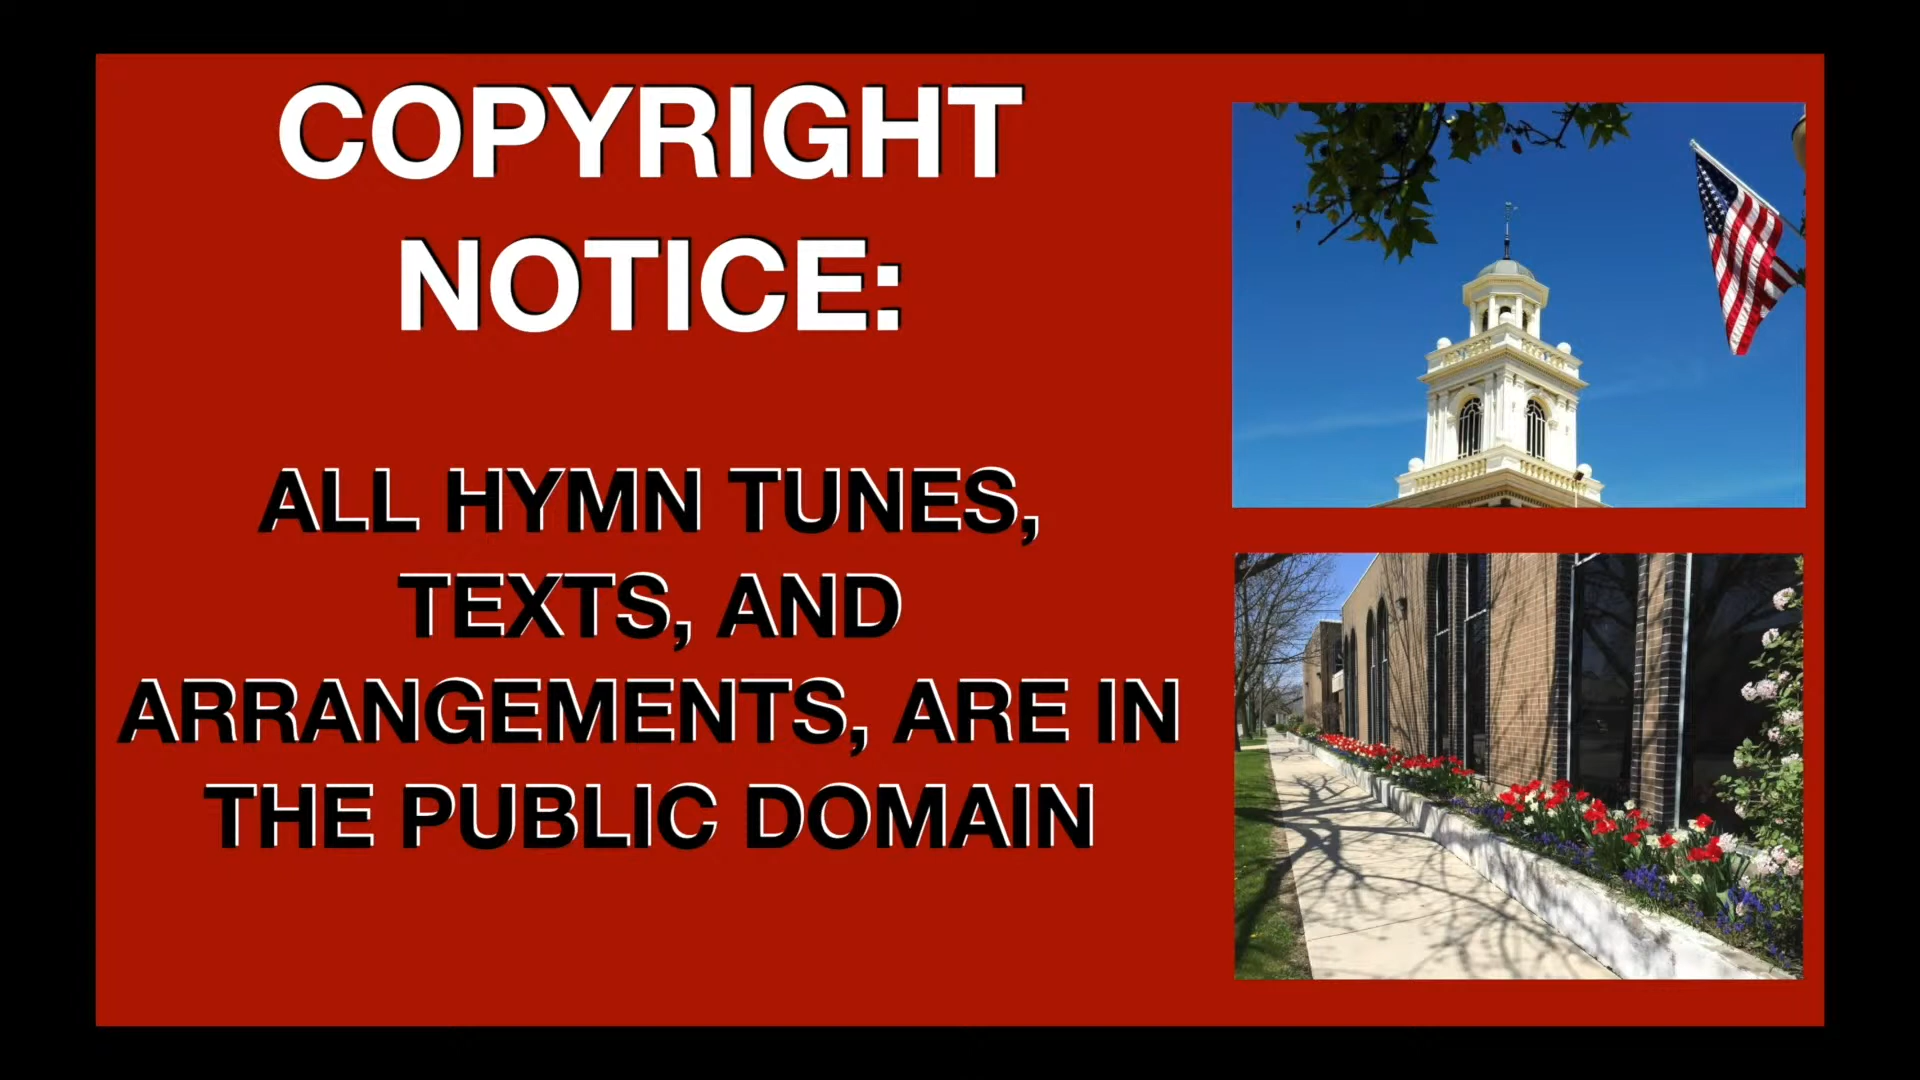 COPYRIGHT
NOTICE:
ALL HYMN TUNES,
TEXTS, AND
ARRANGEMENTS, ARE IN
THE PUBLIC DOMAIN